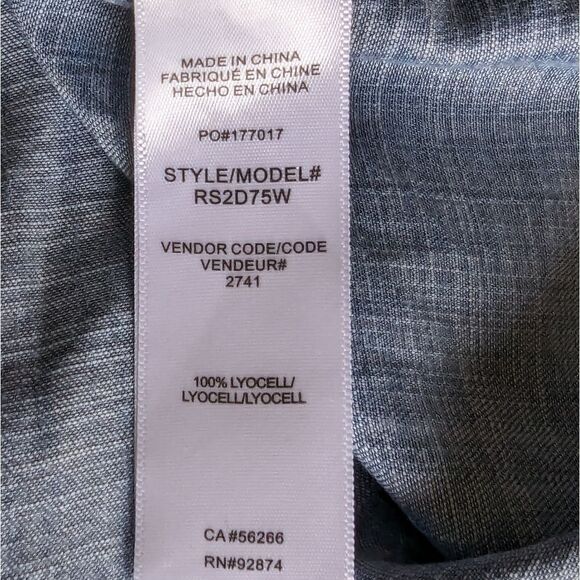 MADE IN CHINA
FABRIQUÉ EN CHINE
HECHO EN CHINA
PO#177017
STYLE/MODEL#
RS2D75W
VENDOR CODE/CODE
VENDEUR#
2741
100% LYOCELL/
LYOCELL/LYOCELL
CA #56266
RN#92874